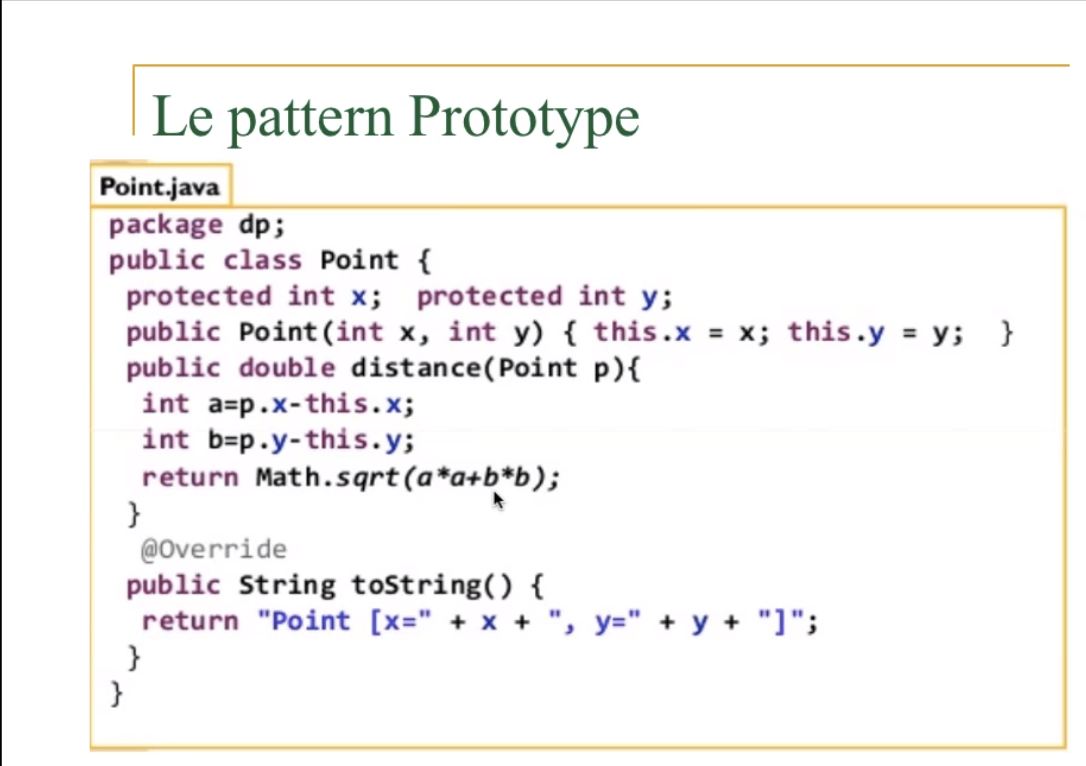 Le pattern Prototype
Point.java
package dp;
public class Point {
protected int x;  protected int y;
public Point(int x, int y) { this.x = x; this.y = y;  }
public double distance(Point p){
int a=p.x-this.x;
int b=p.y-this.y;
return Math.sqrt(a*a+b*b);
}
@Override
public String toString() {
return "Point [x=" + x + ", y=" + y + "]";
}
}